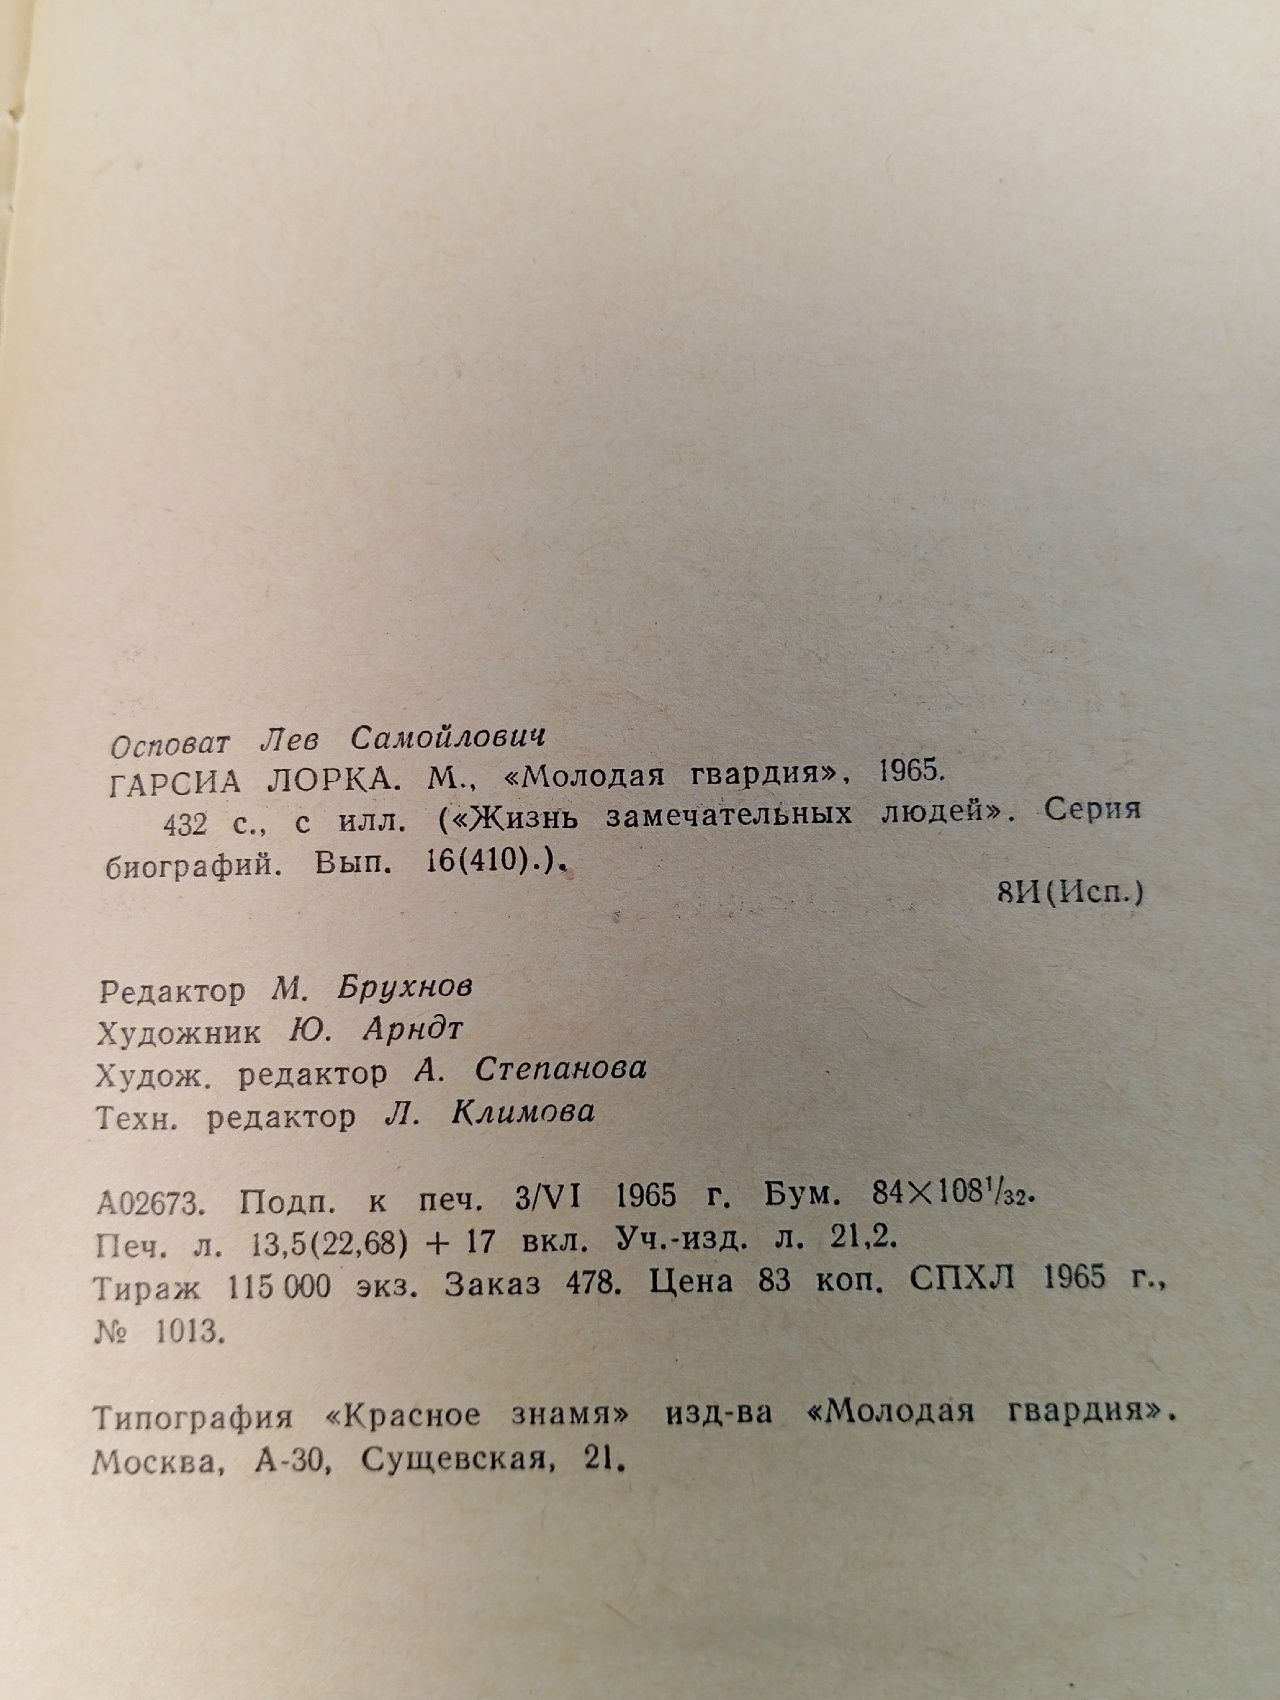 Осповат Лев Самойлович
ГАРСИА ЛОРКА. М., «Молодая гвардия», 1965.
432 с., с илл. («Жизнь замечательных людей». Серия
биографий. Вып. 16(410).).
8И(Исп.)
Редактор М. Брухнов
Художник Ю. Арндт
Худож. редактор А. Степанова
Техн. редактор Л. Климова
А02673. Подп. к печ. 3/VI 1965 г. Бум. 84×108¹/₃₂.
Печ. л. 13,5(22,68) + 17 вкл. Уч.-изд. л. 21,2.
Тираж 115 000 экз. Заказ 478. Цена 83 коп. СПХЛ 1965 г.,
№ 1013.
Типография «Красное знамя» изд-ва «Молодая гвардия».
Москва, А-30, Сущевская, 21.